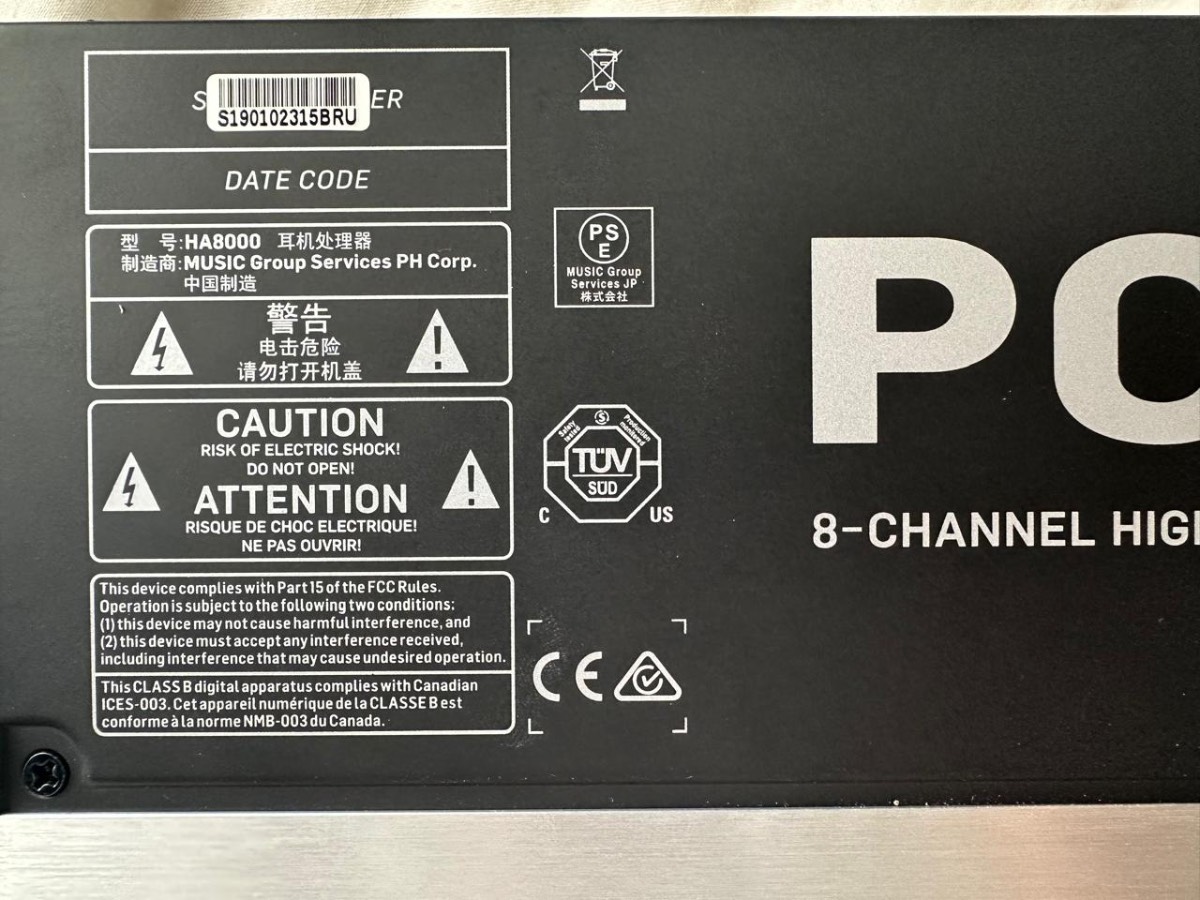 S190102315BRU
DATE CODE
型 号:HA8000 耳机处理器
制造商:MUSIC Group Services PH Corp.
中国制造
警告
电击危险
请勿打开机盖
CAUTION
RISK OF ELECTRIC SHOCK!
DO NOT OPEN!
ATTENTION
RISQUE DE CHOC ELECTRIQUE!
NE PAS OUVRIR!
This device complies with Part 15 of the FCC Rules.
Operation is subject to the following two conditions:
(1) this device may not cause harmful interference, and
(2) this device must accept any interference received,
including interference that may cause undesired operation.
This CLASS B digital apparatus complies with Canadian
ICES-003. Cet appareil numérique de la CLASSE B est
conforme à la norme NMB-003 du Canada.
PS
E
MUSIC Group
Services JP
株式会社
Safety
tested
S
Production
monitored
TÜV
SÜD
C US
CE
PO
8-CHANNEL HIG